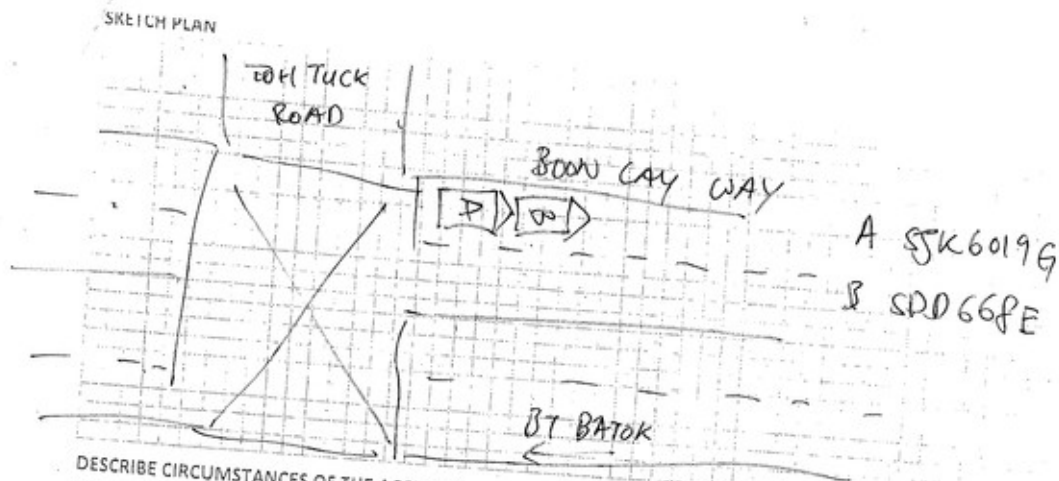 SKETCH PLAN
TOH TUCK
ROAD
BOON LAY WAY
A B
A SJK6019G
B SDD668E
BT BATOK
DESCRIBE CIRCUMSTANCES OF THE